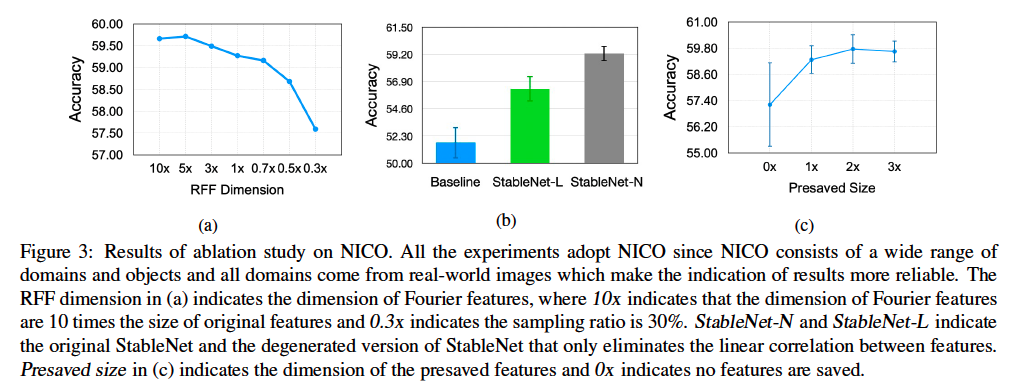 60.00
59.50
59.00
58.50
58.00
57.50
57.00
Accuracy
10x 5x 3x 1x 0.7x 0.5x 0.3x
RFF Dimension
(a)
61.50
59.20
56.90
54.60
52.30
50.00
Accuracy
Baseline StableNet-L StableNet-N
(b)
61.00
59.80
58.60
57.40
56.20
55.00
Accuracy
0x 1x 2x 3x
Presaved Size
(c)
Figure 3: Results of ablation study on NICO. All the experiments adopt NICO since NICO consists of a wide range of
domains and objects and all domains come from real-world images which make the indication of results more reliable. The
RFF dimension in (a) indicates the dimension of Fourier features, where 10x indicates that the dimension of Fourier features
are 10 times the size of original features and 0.3x indicates the sampling ratio is 30%. StableNet-N and StableNet-L indicate
the original StableNet and the degenerated version of StableNet that only eliminates the linear correlation between features.
Presaved size in (c) indicates the dimension of the presaved features and 0x indicates no features are saved.